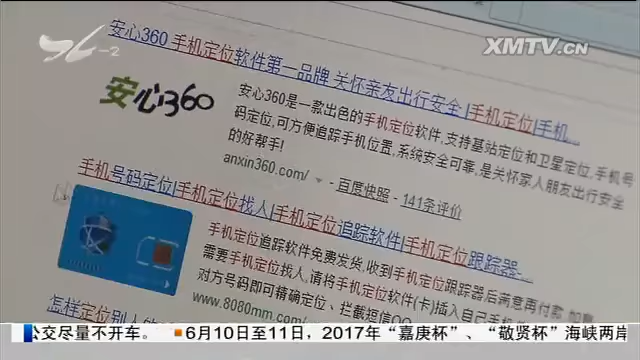 安心360 手机定位软件第一品牌 关怀亲友出行安全 |手机定位|手机...
XMTV.CN
-2
安心360
安心360是一款出色的手机定位软件,支持基站定位和卫星定位,手机号
码定位,可方便追踪手机位置,系统安全可靠,是关怀家人朋友出行安全
的好帮手!
anxin360.com/ - 百度快照 - 141条评价
手机号码定位|手机定位找人|手机定位追踪软件|手机定位跟踪器-...
手机定位追踪软件免费发货,收到手机定位跟踪器后满意再付款,如
需要手机定位找人,请将手机定位软件(卡)插入自己手机
对方号码即可精确定位、拦截短信QQ
www.8080mm.com/
怎样定位别人
公交尽量不开车。 ■6月10日至11日，2017年“嘉庚杯”、“敬贤杯”海峡两岸